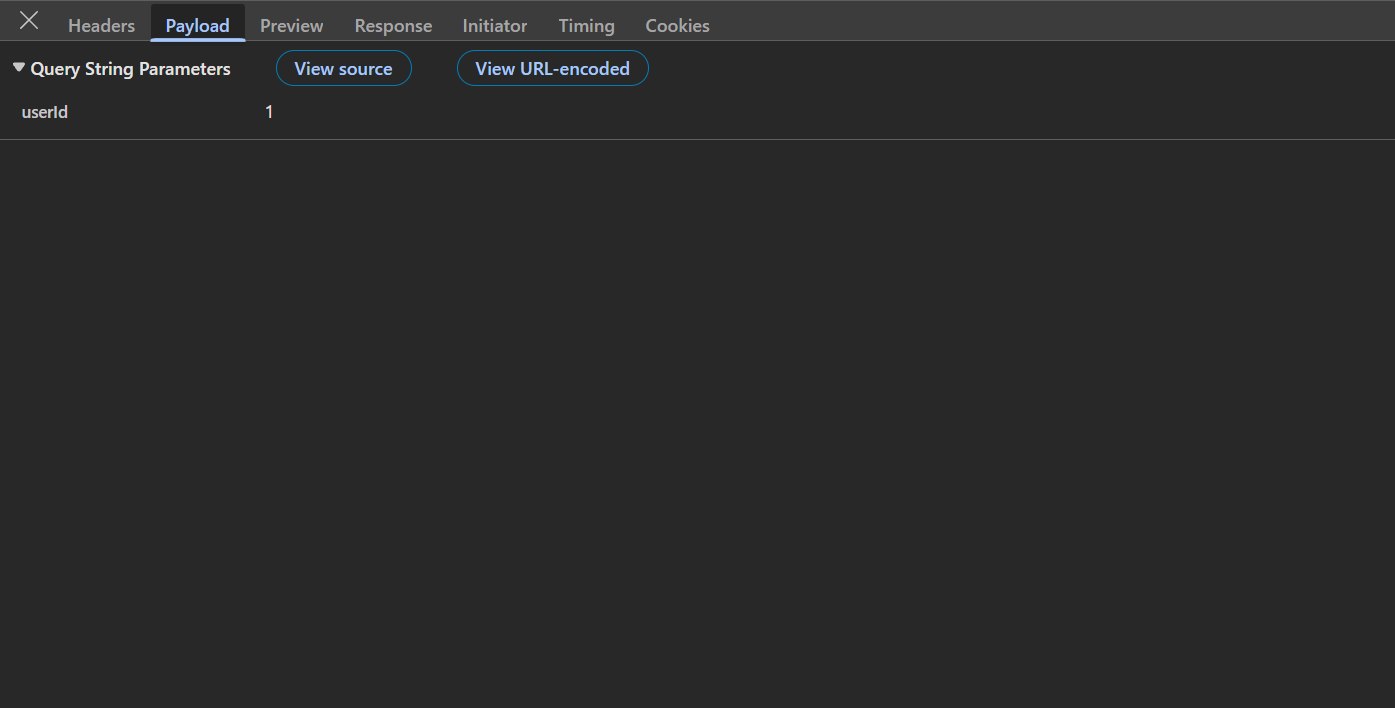 Headers Payload Preview Response Initiator Timing Cookies
Query String Parameters View source View URL-encoded
userId 1